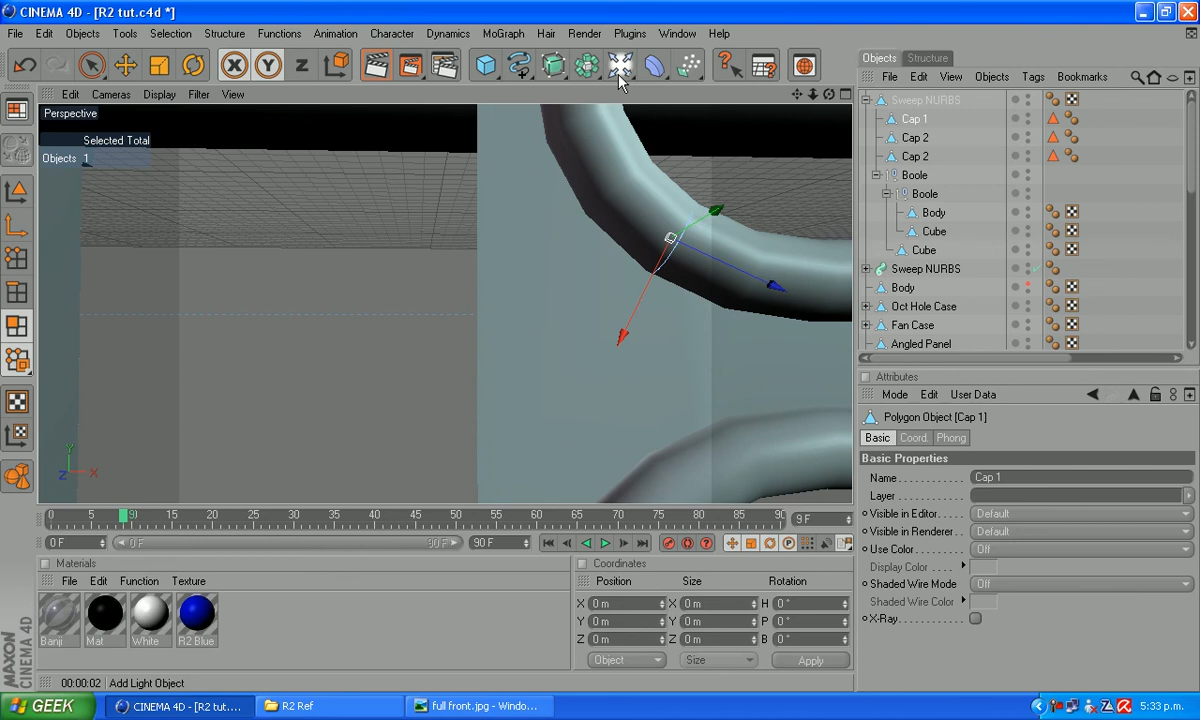 CINEMA 4D - [R2 tut.c4d *]
File Edit Objects Tools Selection Structure Functions Animation Character Dynamics MoGraph Hair Render Plugins Window Help
X Y Z
Objects Structure
File Edit View Objects Tags Bookmarks
Edit Cameras Display Filter View
Perspective
Selected Total
Objects 1
Y
Z X
Sweep NURBS
Cap 1
Cap 2
Cap 2
Boole
Boole
Body
Cube
Cube
Sweep NURBS
Body
Oct Hole Case
Fan Case
Angled Panel
Attributes
Mode Edit User Data
Polygon Object [Cap 1]
Basic Coord. Phong
Basic Properties
Name Cap 1
Layer
Visible in Editor Default
Visible in Renderer Default
Use Color Off
Display Color
Shaded Wire Mode Off
Shaded Wire Color
X-Ray
0 5 9 15 20 25 30 35 40 45 50 55 60 65 70 75 80 85 90 9 F
0 F 0 F 90 F 90 F
Materials
File Edit Function Texture
Banji Mat White R2 Blue
Coordinates
Position Size Rotation
X 0 m X 0 m H 0 °
Y 0 m Y 0 m P 0 °
Z 0 m Z 0 m B 0 °
Object Size Apply
MAXON
CINEMA 4D
00:00:02 Add Light Object
GEEK CINEMA 4D - [R2 tut.... R2 Ref full front.jpg - Windo... 5:33 p.m.